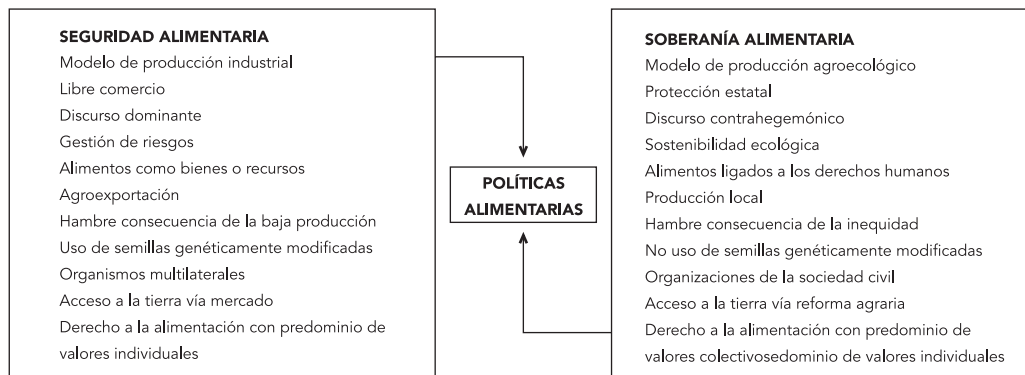 SEGURIDAD ALIMENTARIA
Modelo de producción industrial
Libre comercio
Discurso dominante
Gestión de riesgos
Alimentos como bienes o recursos
Agroexportación
Hambre consecuencia de la baja producción
Uso de semillas genéticamente modificadas
Organismos multilaterales
Acceso a la tierra vía mercado
Derecho a la alimentación con predominio de
valores individuales
POLÍTICAS
ALIMENTARIAS
SOBERANÍA ALIMENTARIA
Modelo de producción agroecológico
Protección estatal
Discurso contrahegemónico
Sostenibilidad ecológica
Alimentos ligados a los derechos humanos
Producción local
Hambre consecuencia de la inequidad
No uso de semillas genéticamente modificadas
Organizaciones de la sociedad civil
Acceso a la tierra vía reforma agraria
Derecho a la alimentación con predominio de
valores colectivosedominio de valores individuales